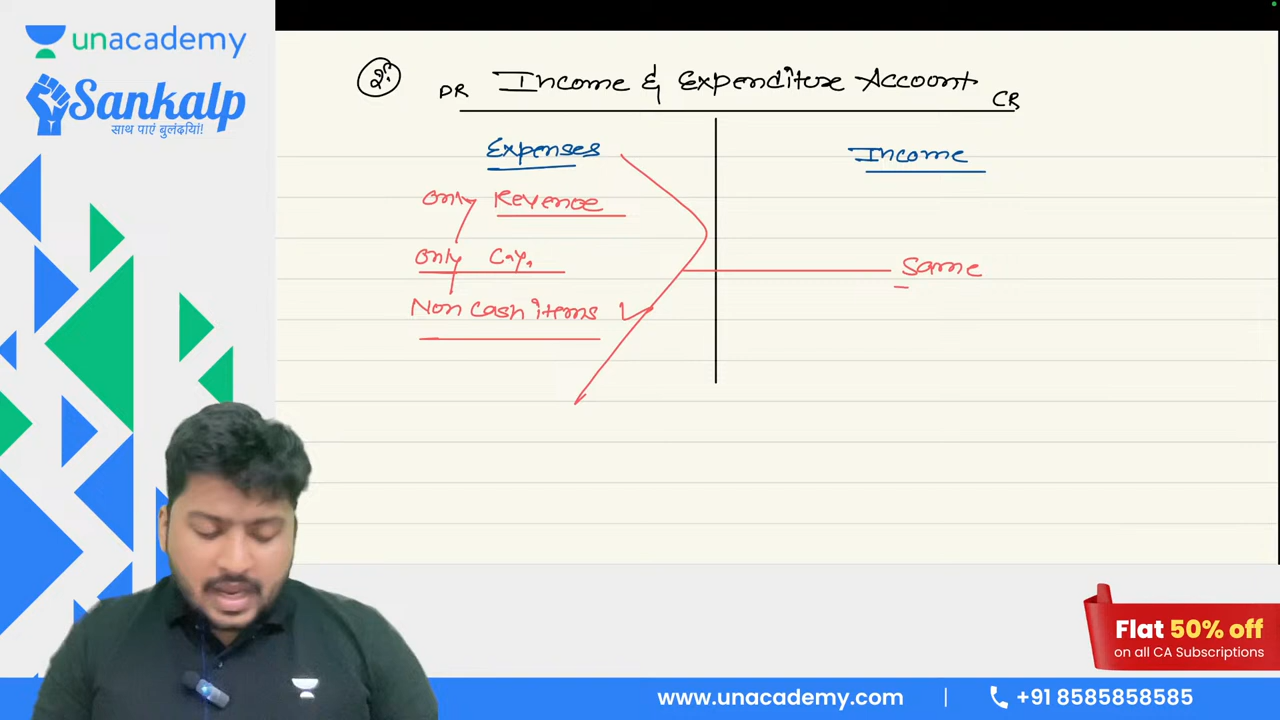 unacademy
Sankalp
साथ पाएं बुलंदियां!
2.
DR Income & Expenditure Account CR
Expenses
Income
only Revenue
only C.y.
Same
Non Cash items
Flat 50% off
on all CA Subscriptions
www.unacademy.com | +91 8585858585